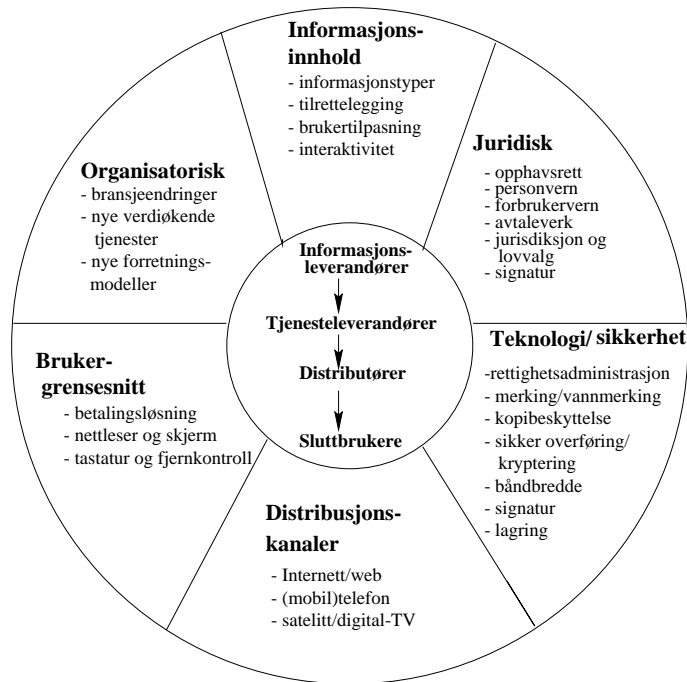 Informasjons-
innhold
- informasjonstyper
- tilrettelegging
- brukertilpasning
- interaktivitet
Juridisk
- opphavsrett
- personvern
- forbrukervern
- avtaleverk
- jurisdiksjon og
lovvalg
- signatur
Teknologi/ sikkerhet
-rettighetsadministrasjon
- merking/vannmerking
- kopibeskyttelse
- sikker overføring/
kryptering
- båndbredde
- signatur
- lagring
Distribusjons-
kanaler
- Internett/web
- (mobil)telefon
- satelitt/digital-TV
Bruker-
grensesnitt
- betalingsløsning
- nettleser og skjerm
- tastatur og fjernkontroll
Organisatorisk
- bransjeendringer
- nye verdiøkende
tjenester
- nye forretnings-
modeller
Informasjons-
leverandører
Tjenesteleverandører
Distributører
Sluttbrukere